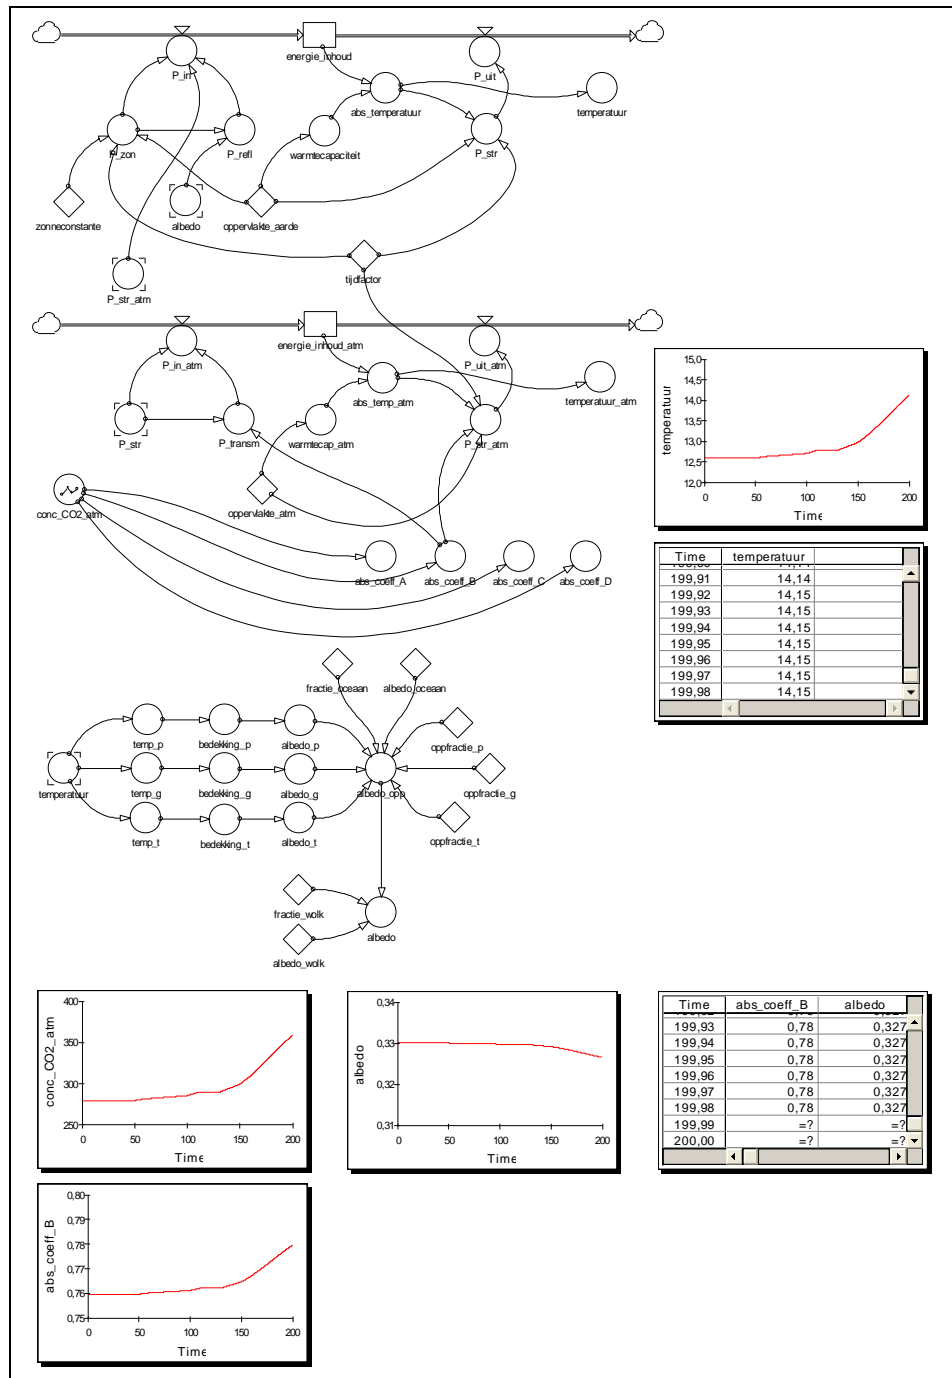 energie_inhoud
P_in
P_uit
abs_temperatuur
temperatuur
P_zon
P_refl
warmtecapaciteit
P_str
zonneconstante
albedo
oppervlakte_aarde
tijdfactor
P_str_atm
energie_inhoud_atm
P_in_atm
P_uit_atm
abs_temp_atm
temperatuur_atm
P_str
P_transm
warmtecap_atm
P_str_atm
oppervlakte_atm
conc_CO2_atm
abs_coeff_A
abs_coeff_B
abs_coeff_C
abs_coeff_D
temperatuur
15,0
14,0
13,0
12,5
12,0
0 50 100 150 200
Time
Time temperatuur
199,91 14,14
199,92 14,15
199,93 14,15
199,94 14,15
199,95 14,15
199,96 14,15
199,97 14,15
199,98 14,15
fractie_oceaan
albedo_oceaan
temp_p
bedekking_p
albedo_p
oppfractie_p
temperatuur
temp_g
bedekking_g
albedo_g
albedo_opp
oppfractie_g
temp_t
bedekking_t
albedo_t
oppfractie_t
fractie_wolk
albedo
albedo_wolk
conc_CO2_atm
400
350
300
250
0 50 100 150 200
Time
albedo
0,34
0,33
0,32
0,31
0 50 100 150 200
Time
Time abs_coeff_B albedo
199,93 0,78 0,327
199,94 0,78 0,327
199,95 0,78 0,327
199,96 0,78 0,327
199,97 0,78 0,327
199,98 0,78 0,327
199,99 =? =?
200,00 =? =?
abs_coeff_B
0,80
0,79
0,78
0,77
0,76
0,75
0 50 100 150 200
Time